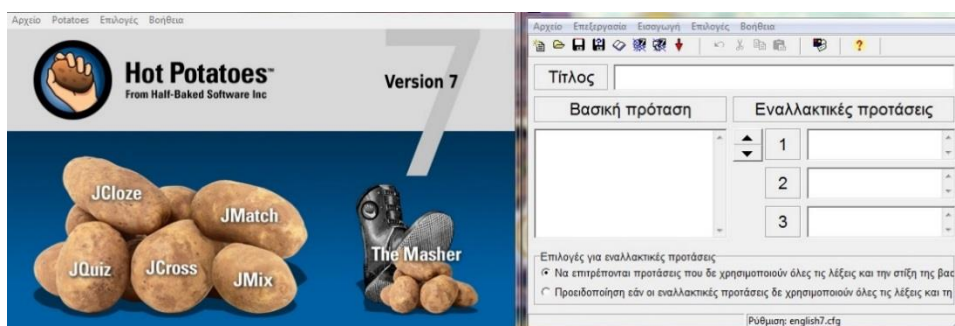 Αρχείο Potatoes Επιλογές Βοήθεια
Hot Potatoes™
From Half-Baked Software Inc
Version 7
7
JCloze
JMatch
JQuiz
JCross
JMix
The Masher
Αρχείο Επεξεργασία Εισαγωγή Επιλογές Βοήθεια
Τίτλος
Βασική πρόταση
Εναλλακτικές προτάσεις
1
2
3
Επιλογές για εναλλακτικές προτάσεις
Να επιτρέπονται προτάσεις που δε χρησιμοποιούν όλες τις λέξεις και την στίξη της βασ
Προειδοποίηση εάν οι εναλλακτικές προτάσεις δε χρησιμοποιούν όλες τις λέξεις και τη
Ρύθμιση: english7.cfg